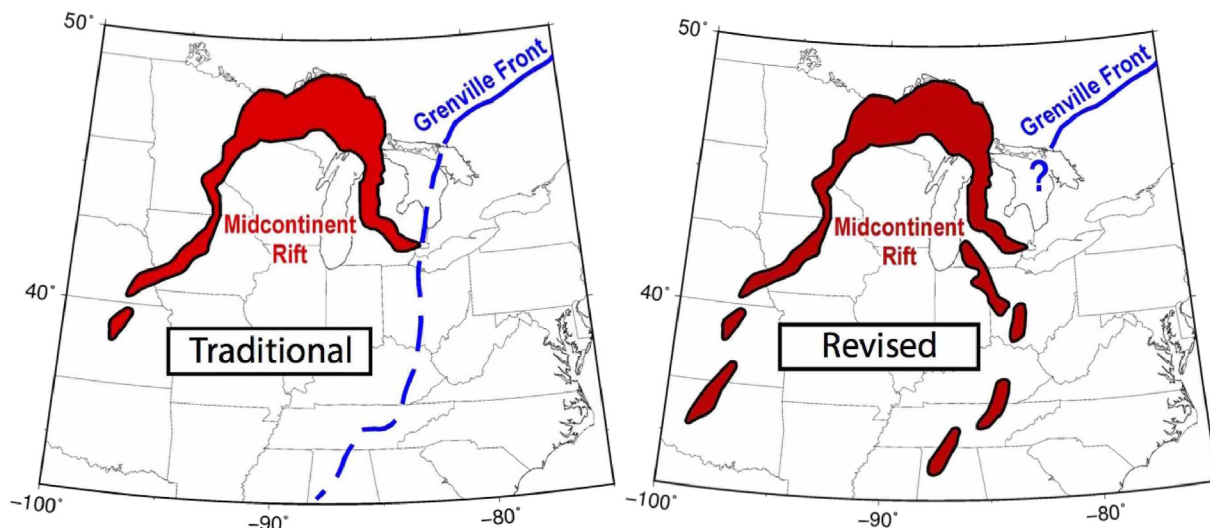 50°
Grenville Front
Midcontinent
Rift
40°
Traditional
−100°
−90°
−80°
50°
Grenville Front
?
Midcontinent
Rift
40°
Revised
−100°
−90°
−80°